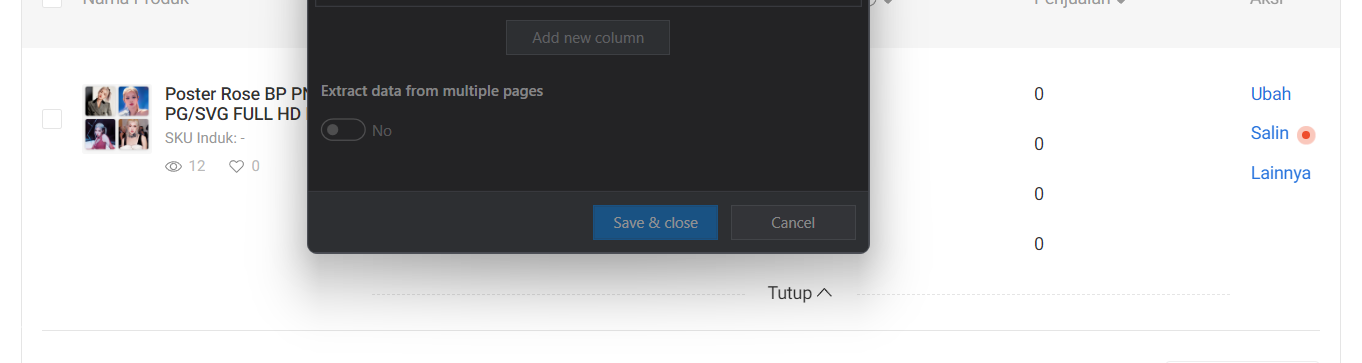 Nama Produk
Penjualan
Aksi
Add new column
Poster Rose BP PN
PG/SVG FULL HD
SKU Induk: -
12 0
Extract data from multiple pages
No
Save & close
Cancel
0
0
0
0
Ubah
Salin
Lainnya
Tutup